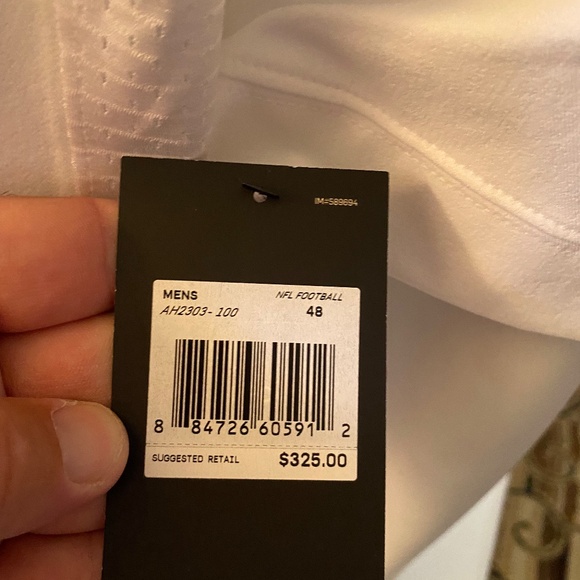 IM#589694
MENS NFL FOOTBALL
AH2303-100 48
8 84726 60591 2
SUGGESTED RETAIL $325.00